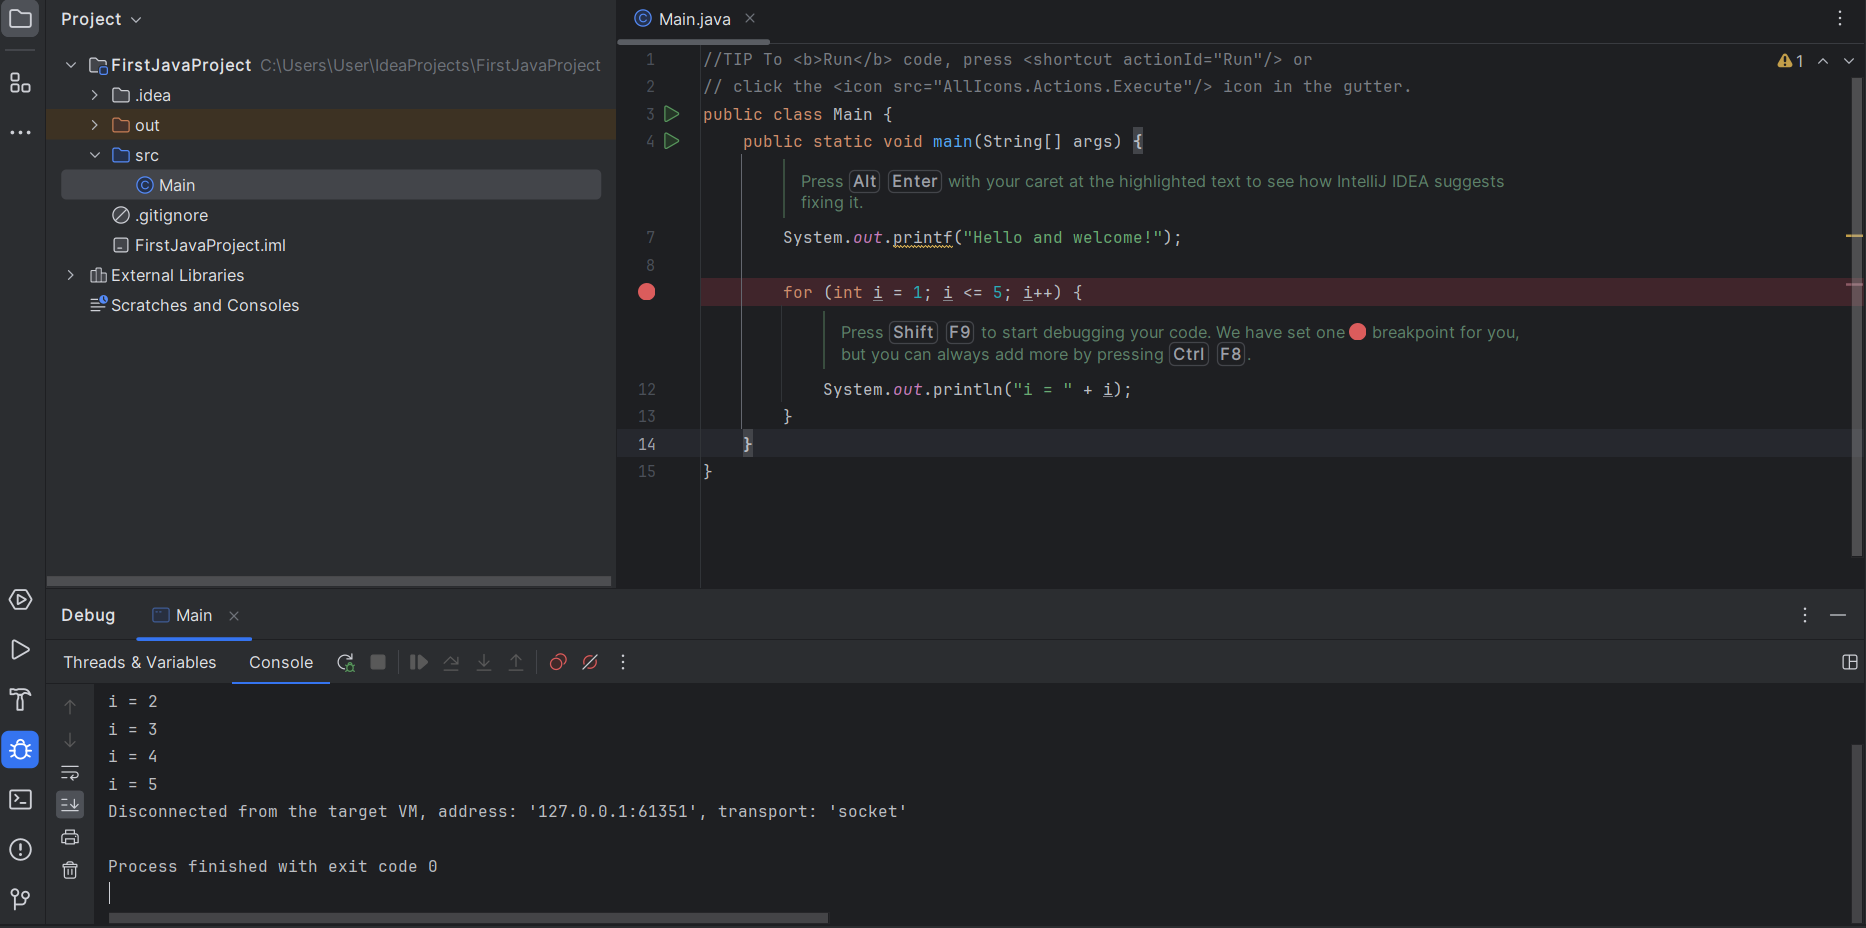 Project
FirstJavaProject C:\Users\User\IdeaProjects\FirstJavaProject
.idea
out
src
Main
.gitignore
FirstJavaProject.iml
External Libraries
Scratches and Consoles
Main.java
1 //TIP To <b>Run</b> code, press <shortcut actionId="Run"/> or
1
2 // click the <icon src="AllIcons.Actions.Execute"/> icon in the gutter.
3 public class Main {
4 public static void main(String[] args) {
Press Alt Enter with your caret at the highlighted text to see how IntelliJ IDEA suggests
fixing it.
7 System.out.printf("Hello and welcome!");
8
for (int i = 1; i <= 5; i++) {
Press Shift F9 to start debugging your code. We have set one breakpoint for you,
but you can always add more by pressing Ctrl F8.
12 System.out.println("i = " + i);
13 }
14 }
15 }
Debug Main
Threads & Variables Console
i = 2
i = 3
i = 4
i = 5
Disconnected from the target VM, address: '127.0.0.1:61351', transport: 'socket'
Process finished with exit code 0